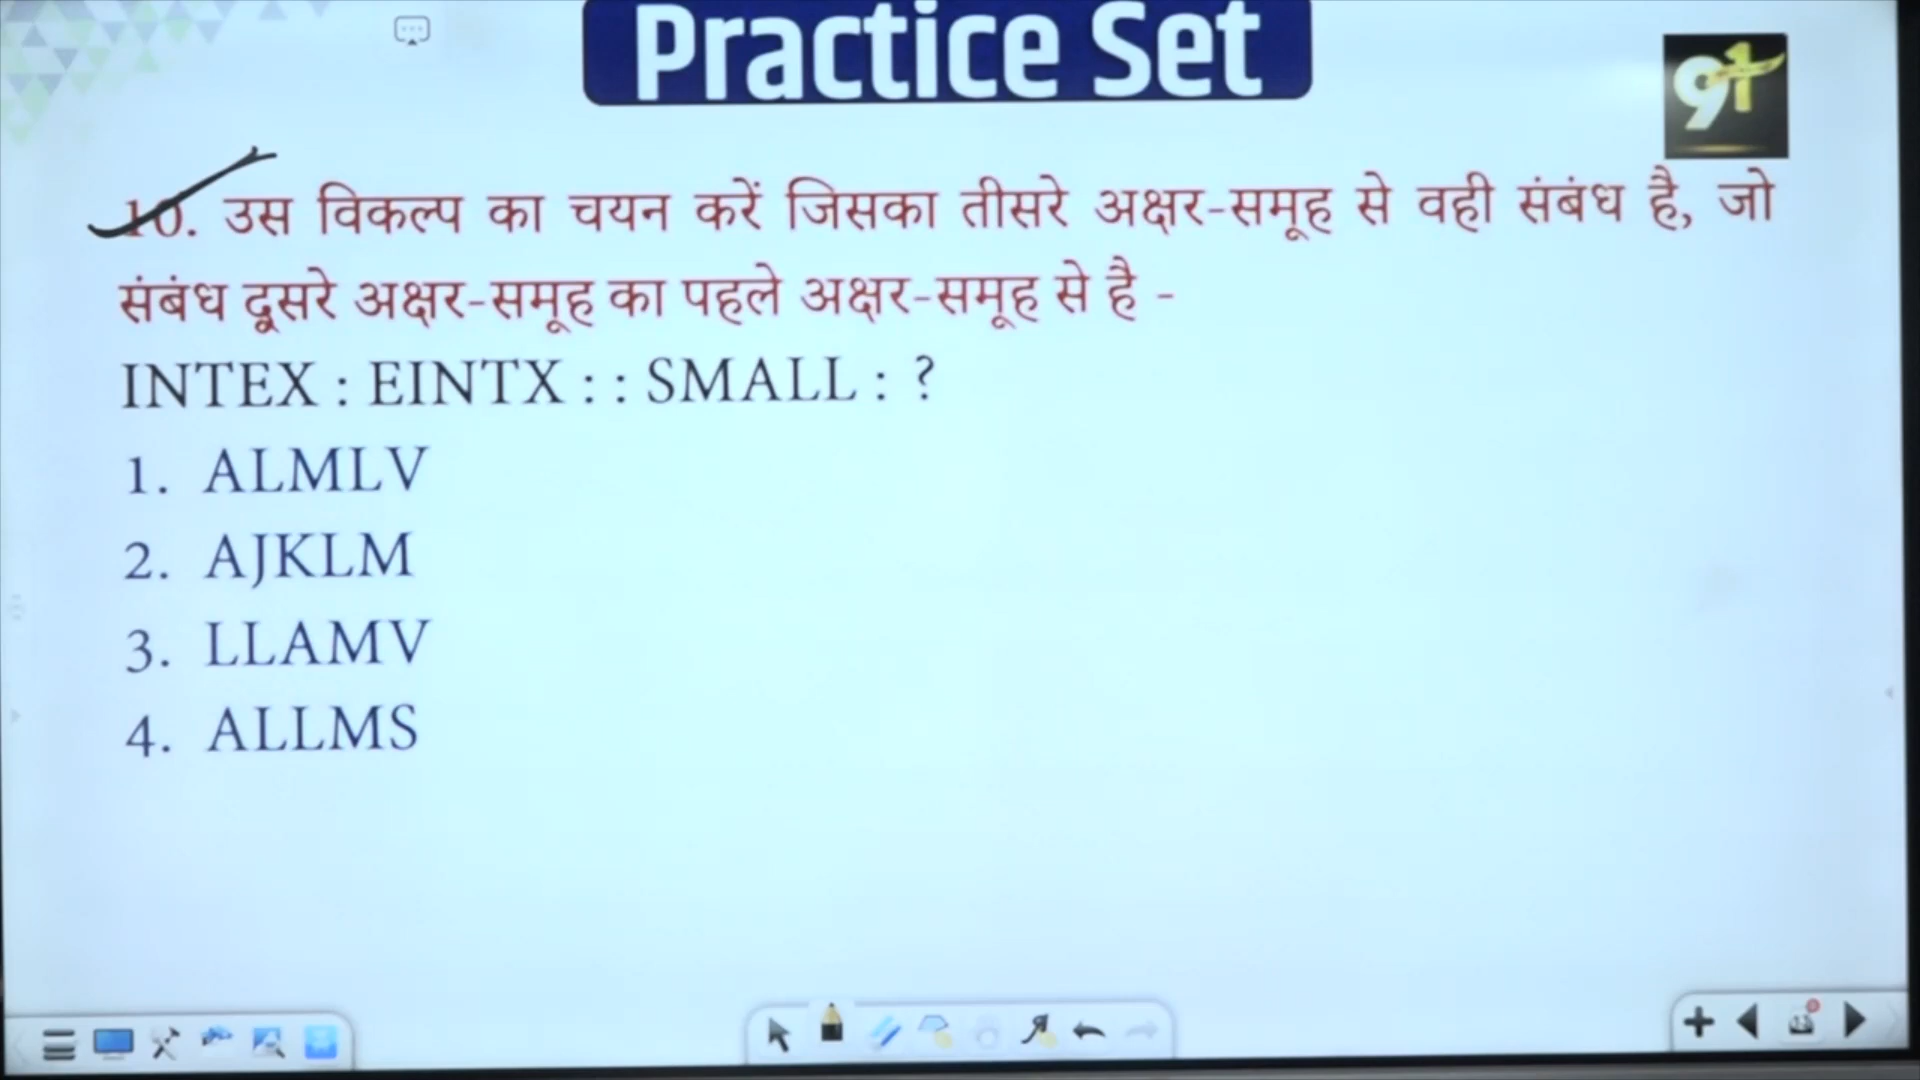 Practice Set
91
10. उस विकल्प का चयन करें जिसका तीसरे अक्षर-समूह से वही संबंध है, जो
संबंध दूसरे अक्षर-समूह का पहले अक्षर-समूह से है -
INTEX : EINTX : : SMALL : ?
1. ALMLV
2. AJKLM
3. LLAMV
4. ALLMS